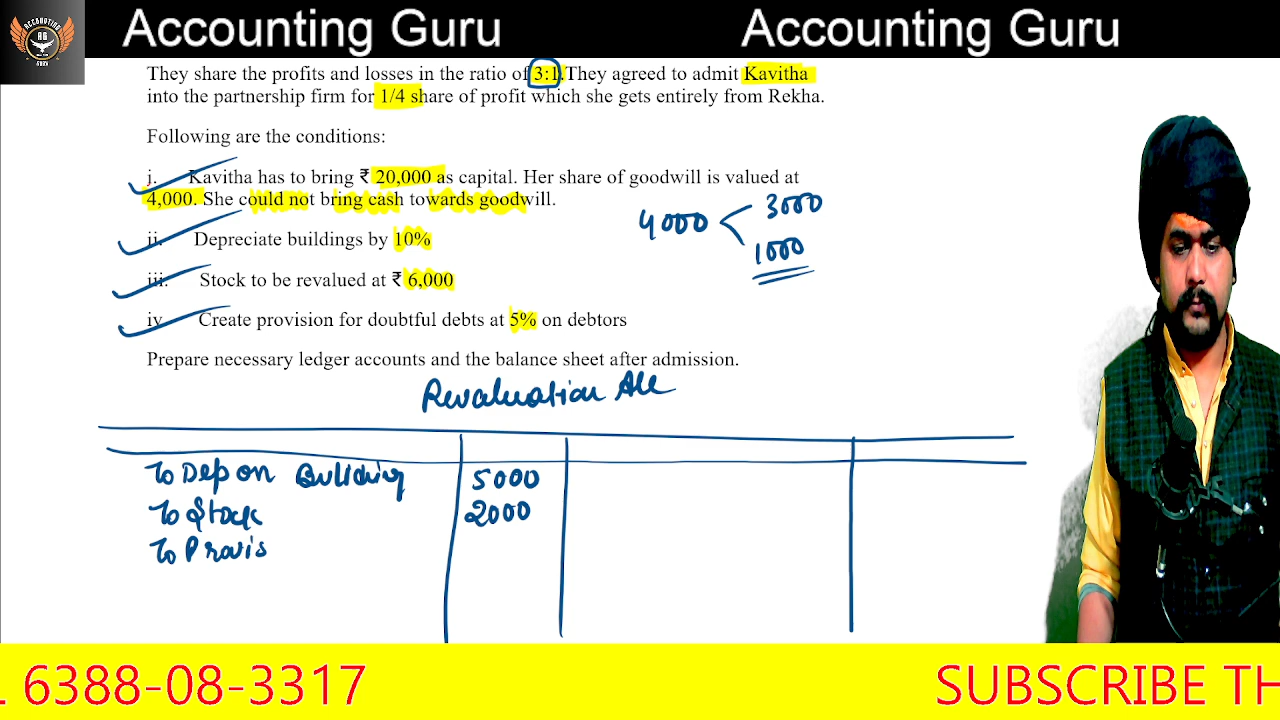 Accounting Guru Accounting Guru
ACCOUNTING
AG
GURU
They share the profits and losses in the ratio of 3:1. They agreed to admit Kavitha
into the partnership firm for 1/4 share of profit which she gets entirely from Rekha.
Following are the conditions:
i. Kavitha has to bring ₹ 20,000 as capital. Her share of goodwill is valued at
4,000. She could not bring cash towards goodwill.
4000 3000
1000
ii. Depreciate buildings by 10%
iii. Stock to be revalued at ₹ 6,000
iv. Create provision for doubtful debts at 5% on debtors
Prepare necessary ledger accounts and the balance sheet after admission.
Revaluation A/c
To Dep on Building 5000
To Stock 2000
To Provis
L 6388-08-3317 SUBSCRIBE TH